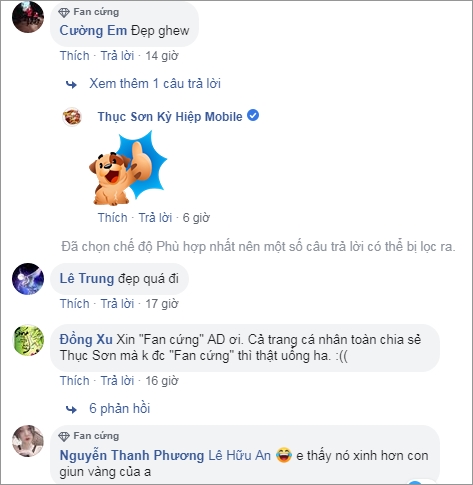 Fan cứng
Cường Em Đẹp ghew
Thích · Trả lời · 14 giờ
Xem thêm 1 câu trả lời
Thục Sơn Kỳ Hiệp Mobile
Thích · Trả lời · 6 giờ
Đã chọn chế độ Phù hợp nhất nên một số câu trả lời có thể bị lọc ra.
Lê Trung đẹp quá đi
Thích · Trả lời · 17 giờ
Đồng Xu Xin "Fan cứng" AD ơi. Cả trang cá nhân toàn chia sẻ
Thục Sơn mà k đc "Fan cứng" thì thật uổng ha. :((
Thích · Trả lời · 16 giờ
6 phản hồi
Fan cứng
Nguyễn Thanh Phương Lê Hữu An 😂 e thấy nó xinh hơn con
giun vàng của a